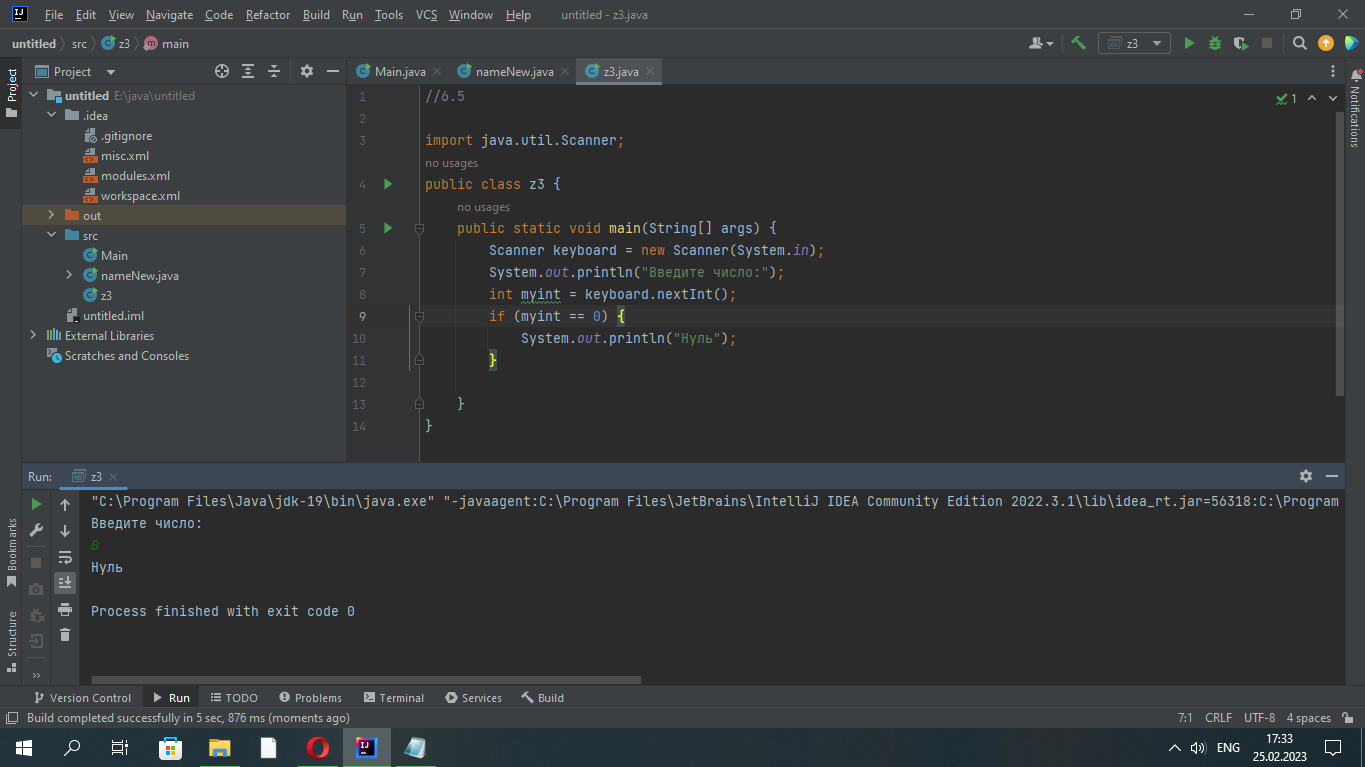 File Edit View Navigate Code Refactor Build Run Tools VCS Window Help untitled - z3.java
untitled src z3 main
z3
Project
Main.java nameNew.java z3.java
Project
untitled E:\java\untitled
.idea
.gitignore
misc.xml
modules.xml
workspace.xml
out
src
Main
nameNew.java
z3
untitled.iml
External Libraries
Scratches and Consoles
1 //6.5
1
2
3 import java.util.Scanner;
no usages
4 public class z3 {
no usages
5 public static void main(String[] args) {
6 Scanner keyboard = new Scanner(System.in);
7 System.out.println("Введите число:");
8 int myint = keyboard.nextInt();
9 if (myint == 0) {
10 System.out.println("Нуль");
11 }
12
13 }
14 }
Notifications
Run: z3
"C:\Program Files\Java\jdk-19\bin\java.exe" "-javaagent:C:\Program Files\JetBrains\IntelliJ IDEA Community Edition 2022.3.1\lib\idea_rt.jar=56318:C:\Program
Введите число:
0
Нуль
Process finished with exit code 0
Bookmarks
Structure
Version Control Run TODO Problems Terminal Services Build
Build completed successfully in 5 sec, 876 ms (moments ago)
7:1 CRLF UTF-8 4 spaces
ENG
17:33
25.02.2023